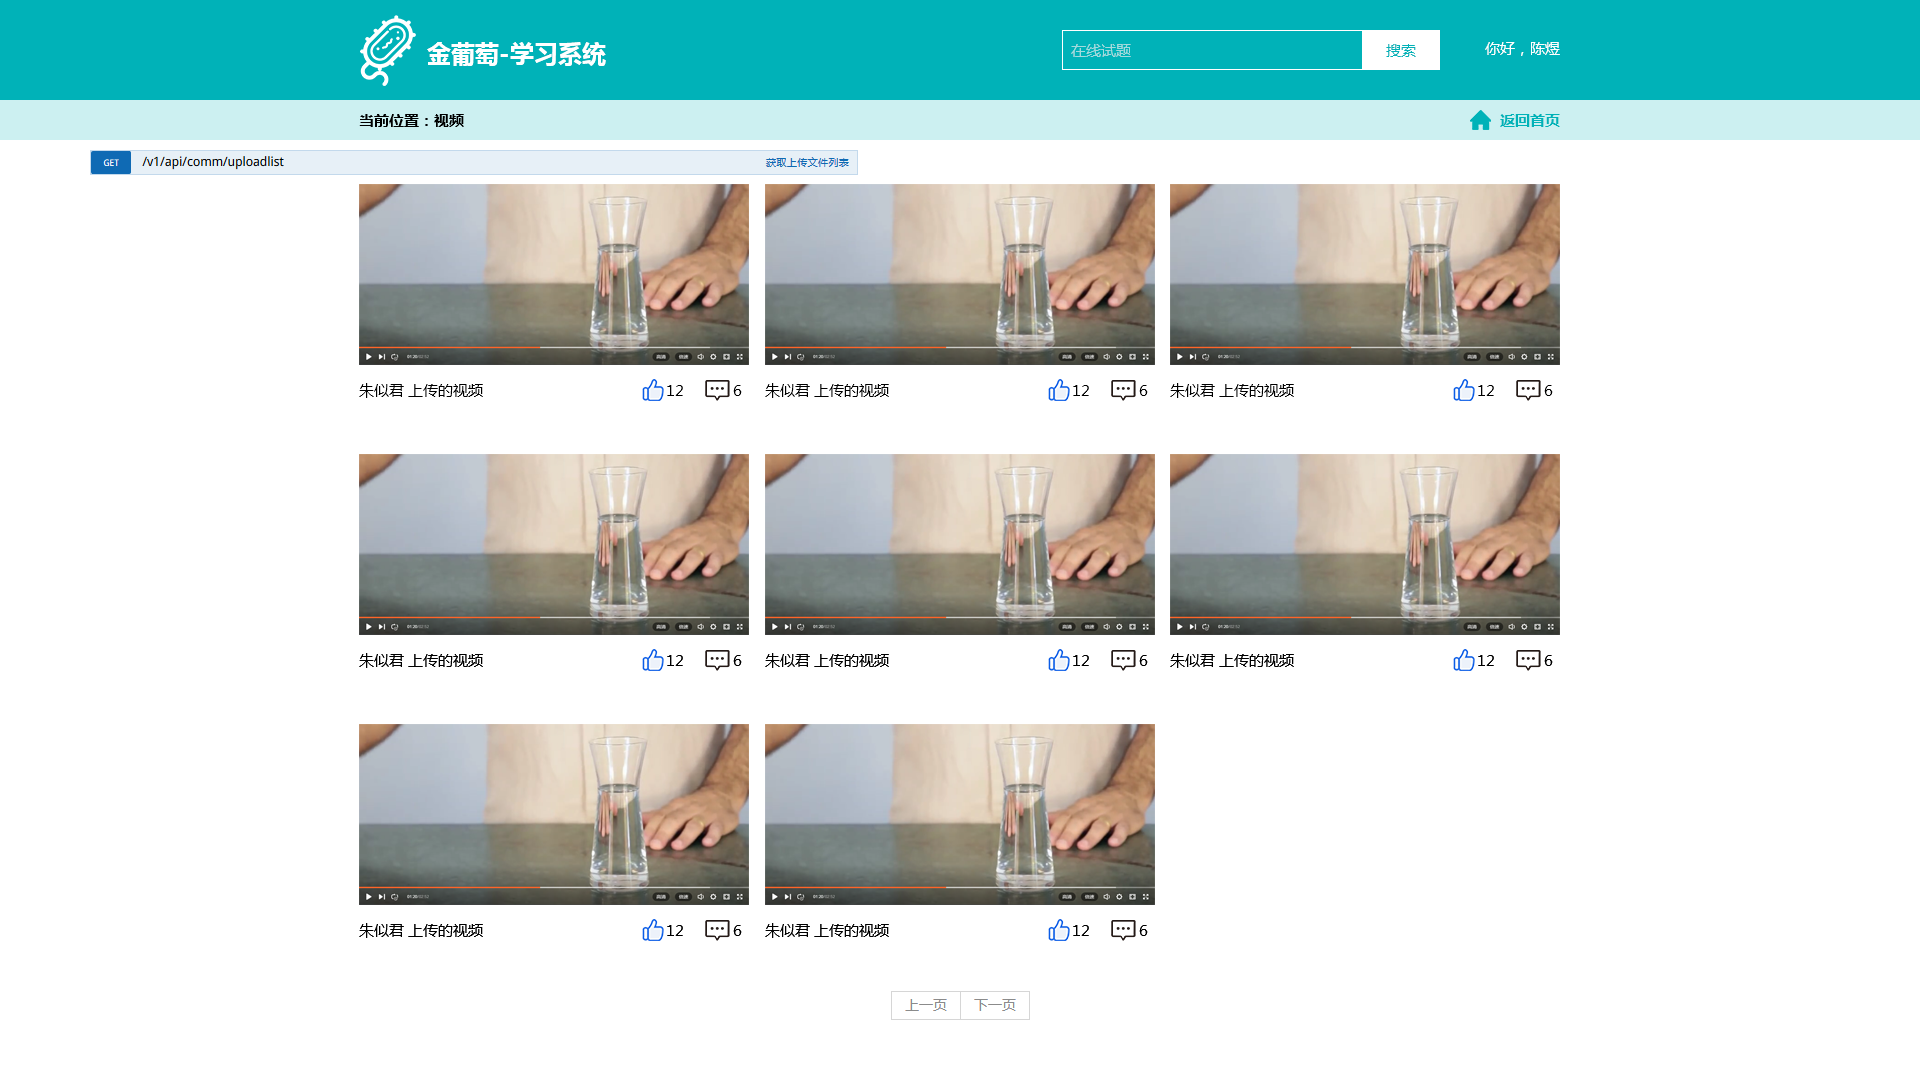 金葡萄-学习系统
在线试题 搜索 你好，陈煜
当前位置：视频 返回首页
GET /v1/api/comm/uploadlist 获取上传文件列表
朱似君 上传的视频 12 6 朱似君 上传的视频 12 6 朱似君 上传的视频 12 6
朱似君 上传的视频 12 6 朱似君 上传的视频 12 6 朱似君 上传的视频 12 6
朱似君 上传的视频 12 6 朱似君 上传的视频 12 6
上一页 下一页